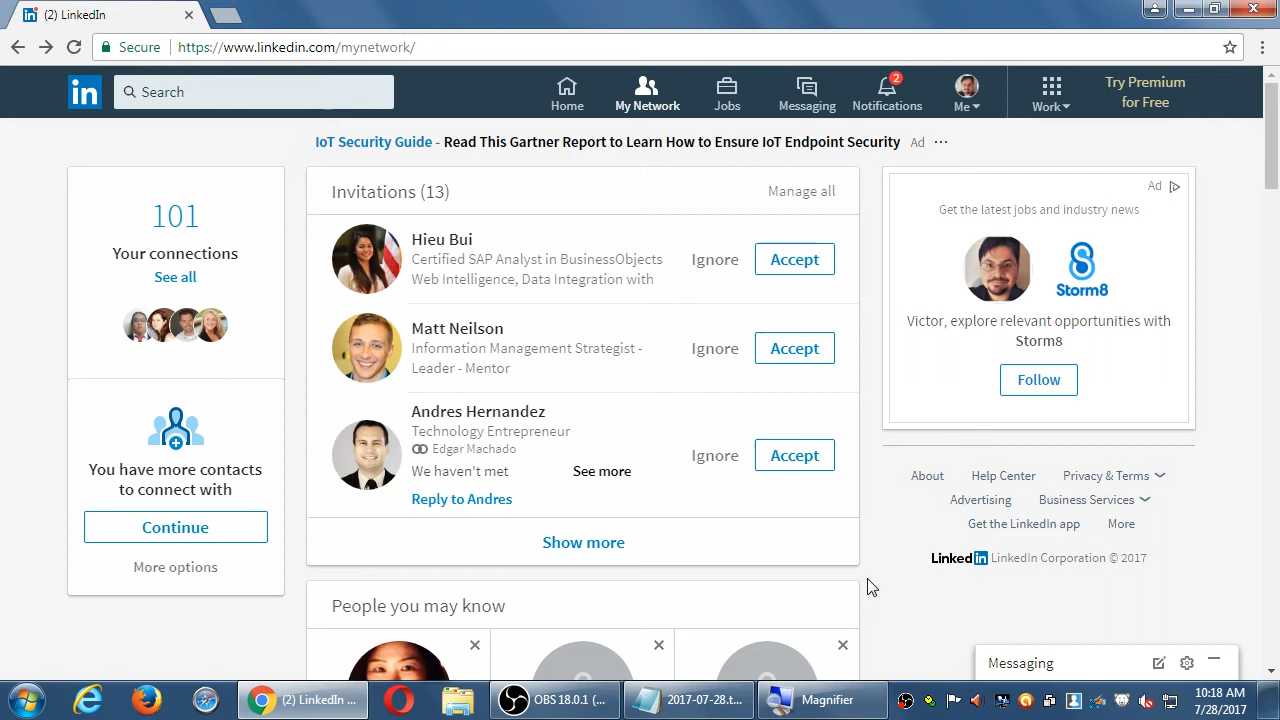 (2) LinkedIn
Secure
https://www.linkedin.com/mynetwork/
in
Search
Home
My Network
Jobs
Messaging
2
Notifications
Me
Work
Try Premium
for Free
IoT Security Guide - Read This Gartner Report to Learn How to Ensure IoT Endpoint Security
Ad
101
Your connections
See all
You have more contacts
to connect with
Continue
More options
Invitations (13)
Manage all
Hieu Bui
Certified SAP Analyst in BusinessObjects
Web Intelligence, Data Integration with
Ignore
Accept
Matt Neilson
Information Management Strategist -
Leader - Mentor
Ignore
Accept
Andres Hernandez
Technology Entrepreneur
Edgar Machado
We haven't met
See more
Reply to Andres
Ignore
Accept
Show more
People you may know
Ad
Get the latest jobs and industry news
Storm8
Victor, explore relevant opportunities with
Storm8
Follow
About
Help Center
Privacy & Terms
Advertising
Business Services
Get the LinkedIn app
More
LinkedIn LinkedIn Corporation © 2017
Messaging
(2) LinkedIn ...
OBS 18.0.1 (...
2017-07-28.t...
Magnifier
10:18 AM
7/28/2017